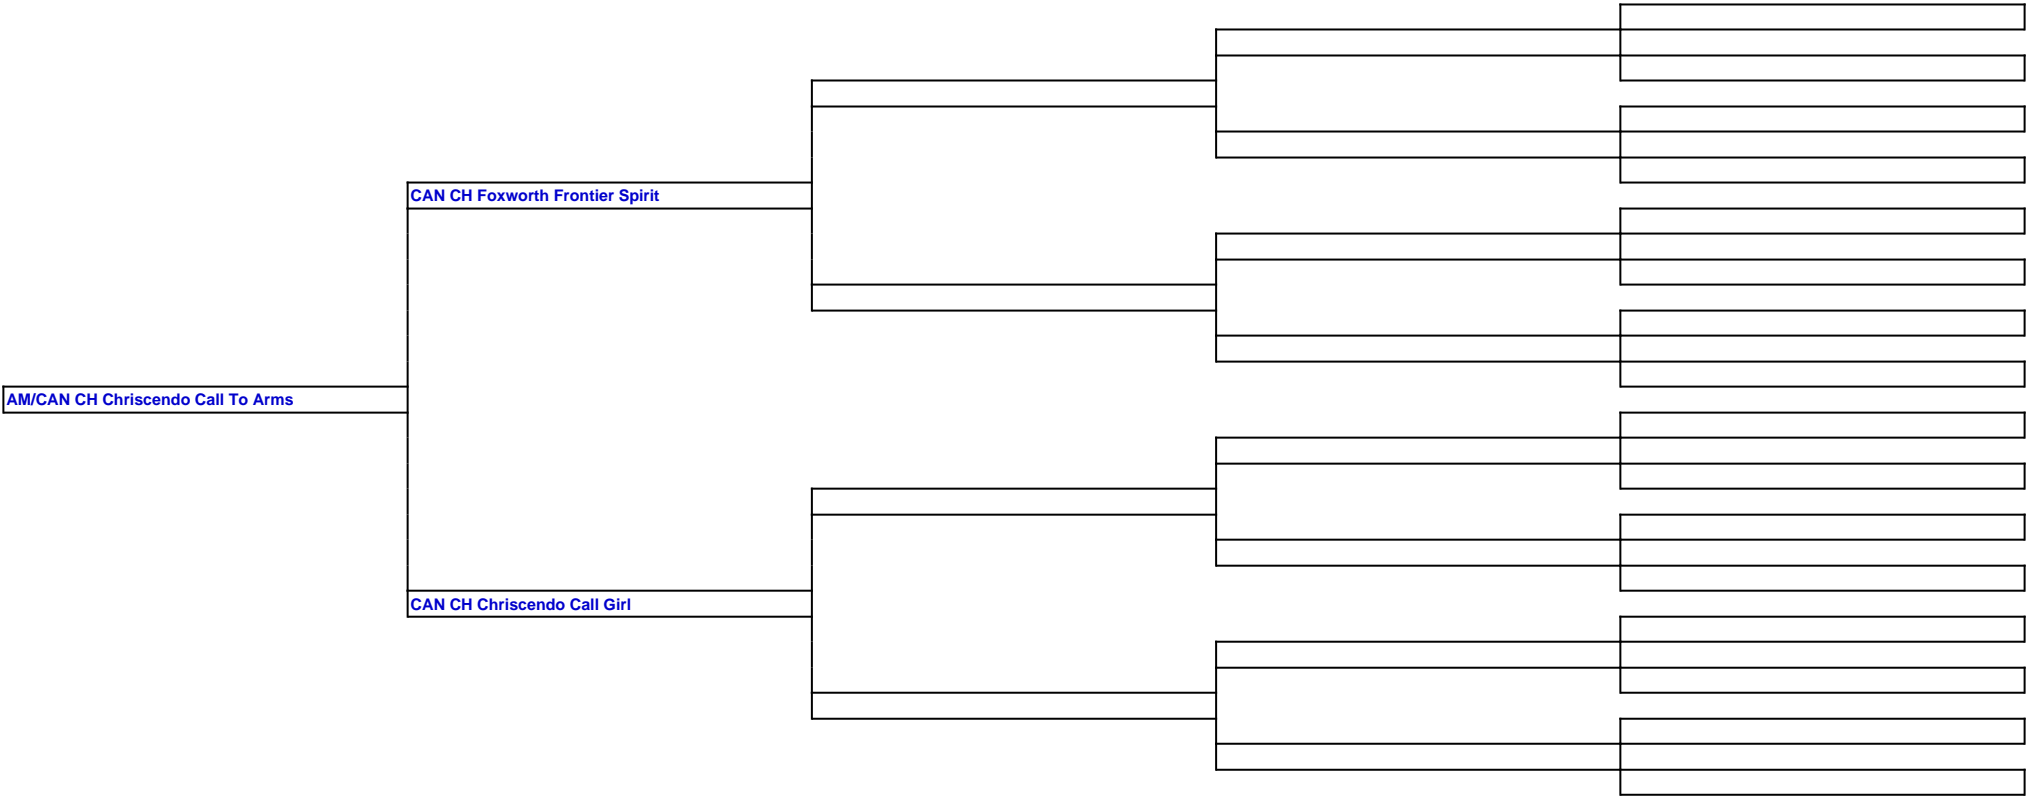 CAN CH Foxworth Frontier Spirit
AM/CAN CH Chriscendo Call To Arms
CAN CH Chriscendo Call Girl